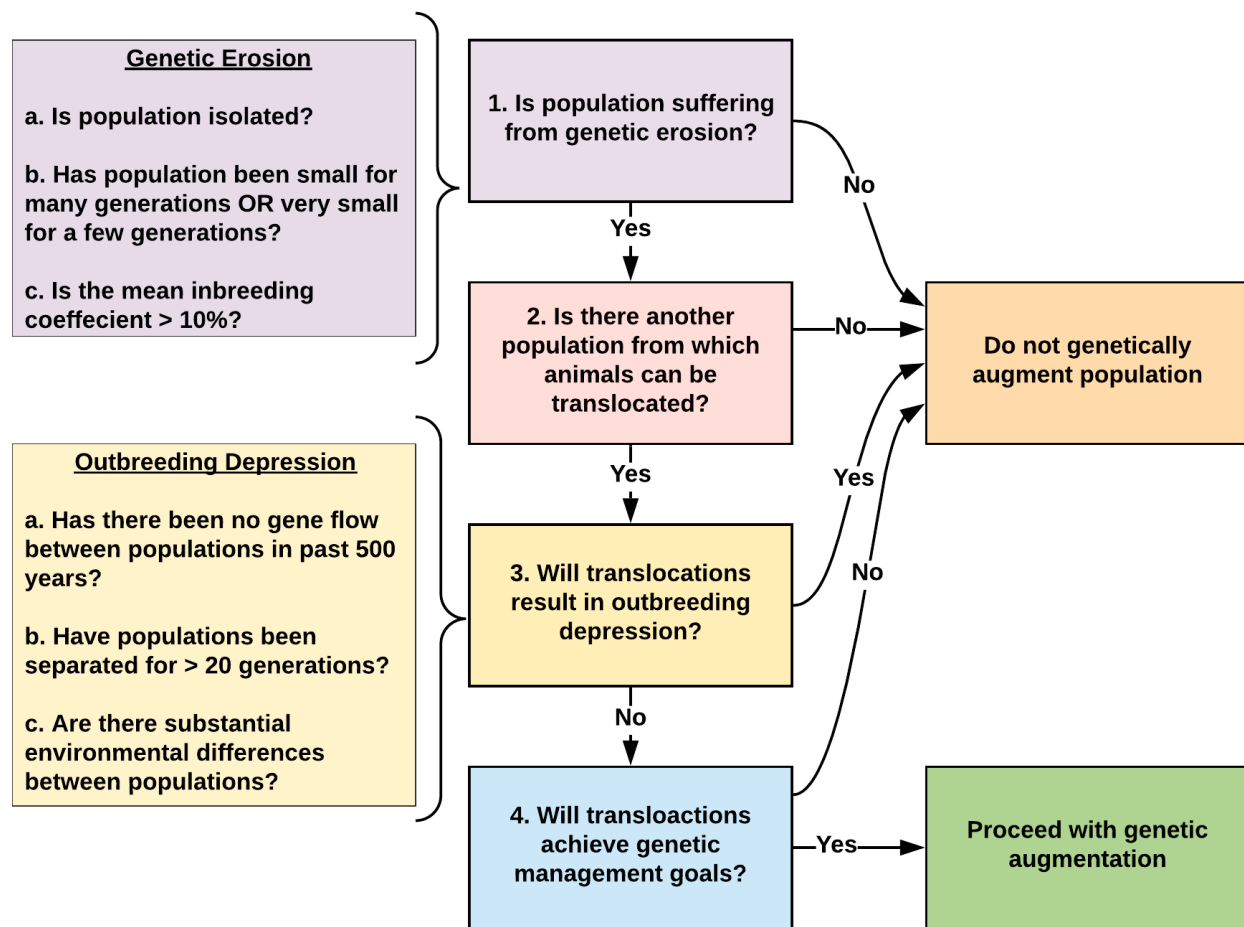 Genetic Erosion
a. Is population isolated?
b. Has population been small for
many generations OR very small
for a few generations?
c. Is the mean inbreeding
coeffecient > 10%?
1. Is population suffering
from genetic erosion?
No
Yes
2. Is there another
population from which
animals can be
translocated?
No
Do not genetically
augment population
Yes
Outbreeding Depression
a. Has there been no gene flow
between populations in past 500
years?
b. Have populations been
separated for > 20 generations?
c. Are there substantial
environmental differences
between populations?
3. Will translocations
result in outbreeding
depression?
Yes
No
No
4. Will transloactions
achieve genetic
management goals?
Yes
Proceed with genetic
augmentation